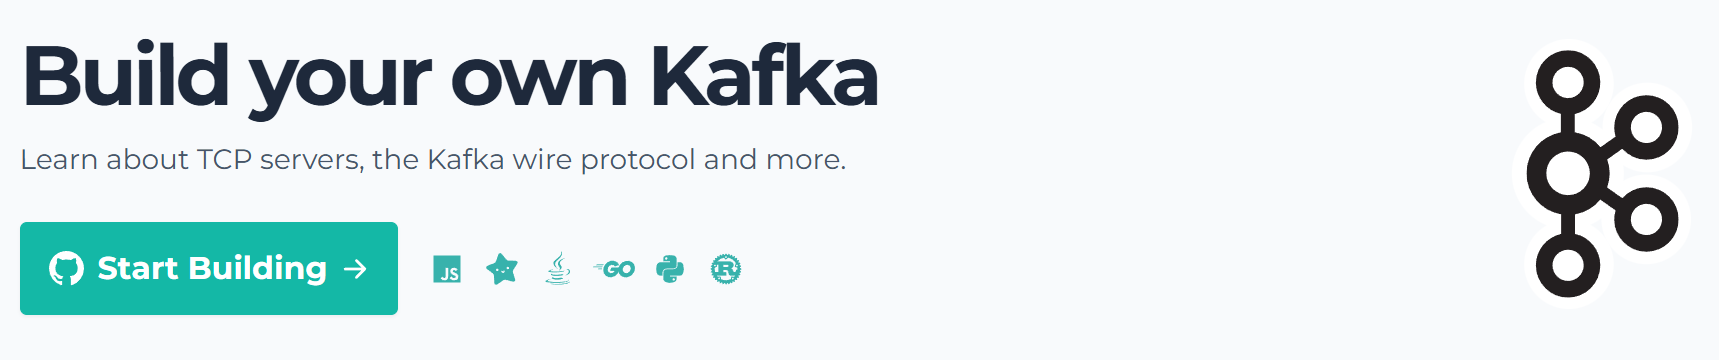 Build your own Kafka
Learn about TCP servers, the Kafka wire protocol and more.
Start Building →
JS
GO
R